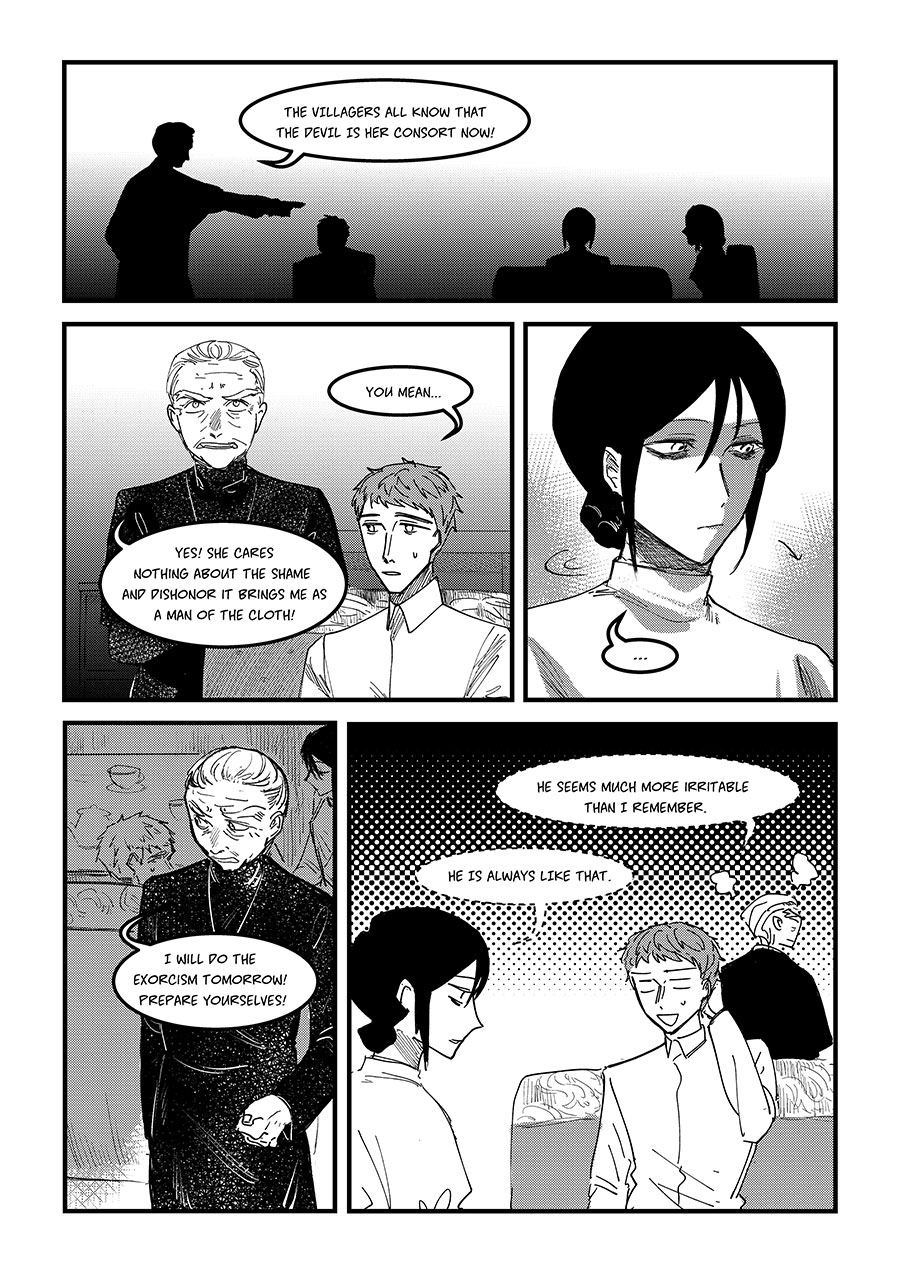 THE VILLAGERS ALL KNOW THAT
THE DEVIL IS HER CONSORT NOW!
YOU MEAN...
YES! SHE CARES
NOTHING ABOUT THE SHAME
AND DISHONOR IT BRINGS ME AS
A MAN OF THE CLOTH!
...
I WILL DO THE
EXORCISM TOMORROW!
PREPARE YOURSELVES!
HE SEEMS MUCH MORE IRRITABLE
THAN I REMEMBER.
HE IS ALWAYS LIKE THAT.